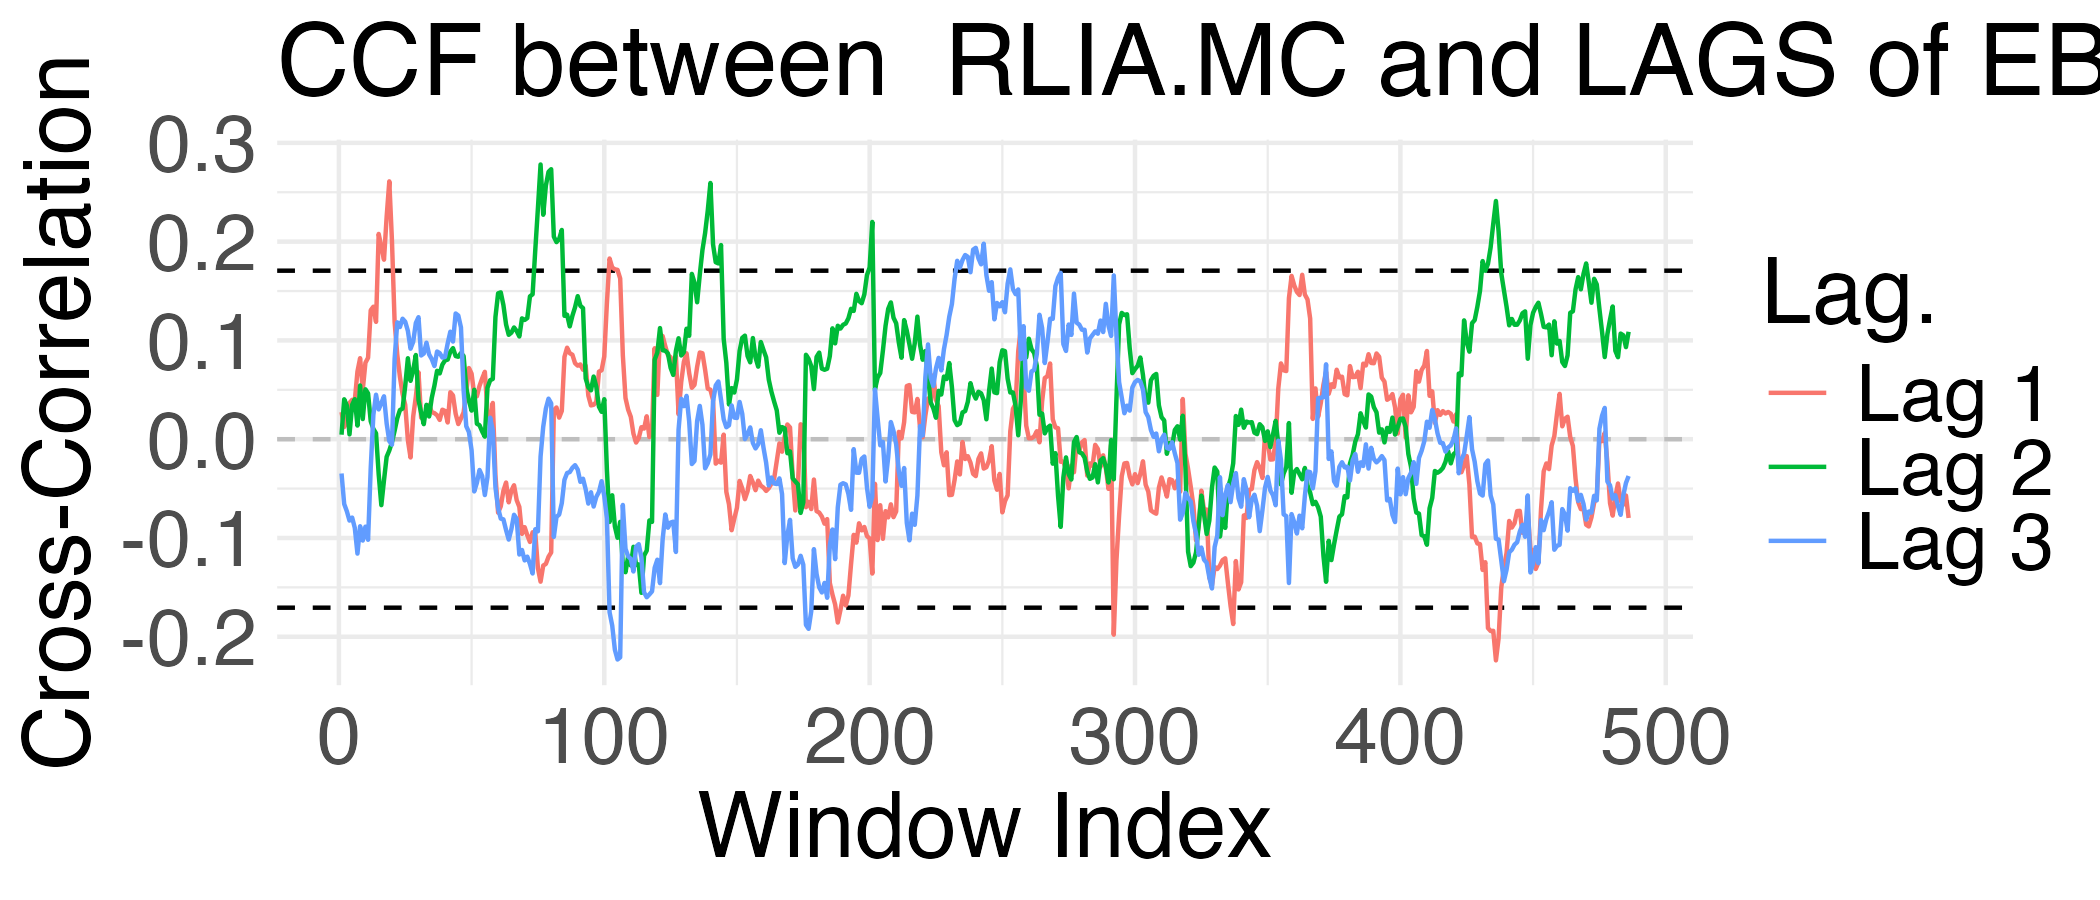 CCF between  RLIA.MC and LAGS of EB
Cross-Correlation
0.3
0.2
0.1
0.0
-0.1
-0.2
0 100 200 300 400 500
Window Index
Lag.
Lag 1
Lag 2
Lag 3